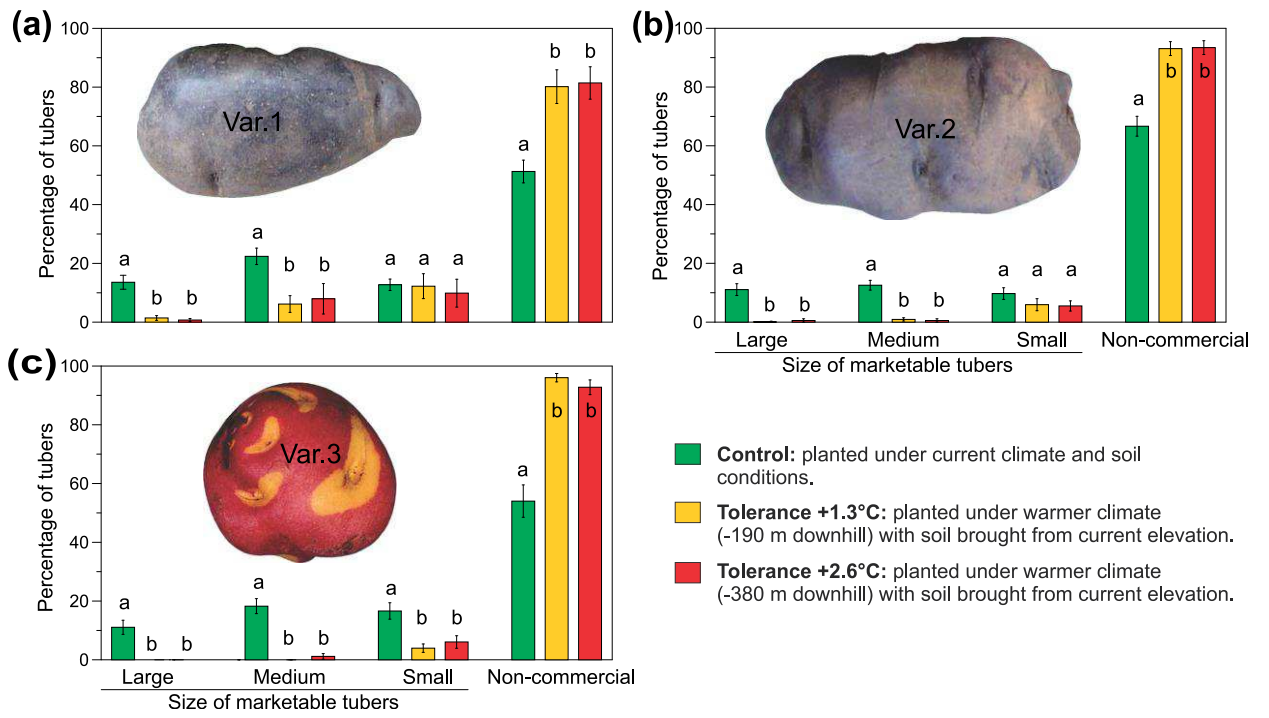 (a)
Percentage of tubers
100
80
60
40
20
0
Var.1
a
b
b
a
b
b
a
a
a
a
b
b
(b)
Percentage of tubers
100
80
60
40
20
0
Var.2
a
b
b
a
b
b
a
a
a
a
b
b
Large Medium Small Non-commercial
Size of marketable tubers
(c)
Percentage of tubers
100
80
60
40
20
0
Var.3
a
b
b
a
b
b
a
b
b
a
b
b
Large Medium Small Non-commercial
Size of marketable tubers
Control: planted under current climate and soil
conditions.
Tolerance +1.3°C: planted under warmer climate
(-190 m downhill) with soil brought from current elevation.
Tolerance +2.6°C: planted under warmer climate
(-380 m downhill) with soil brought from current elevation.